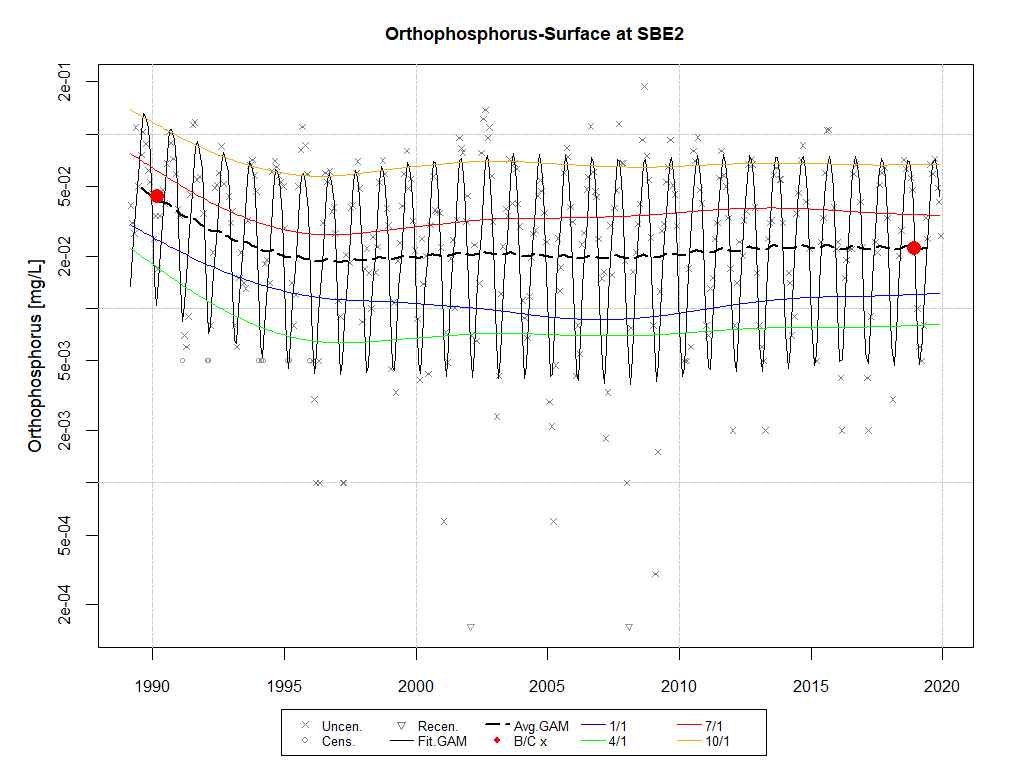 Orthophosphorus-Surface at SBE2
Orthophosphorus [mg/L]
2e-01
5e-02
2e-02
5e-03
2e-03
5e-04
2e-04
1990 1995 2000 2005 2010 2015 2020
Uncen. Recen. Avg.GAM 1/1 7/1
Cens. Fit.GAM B/C x 4/1 10/1